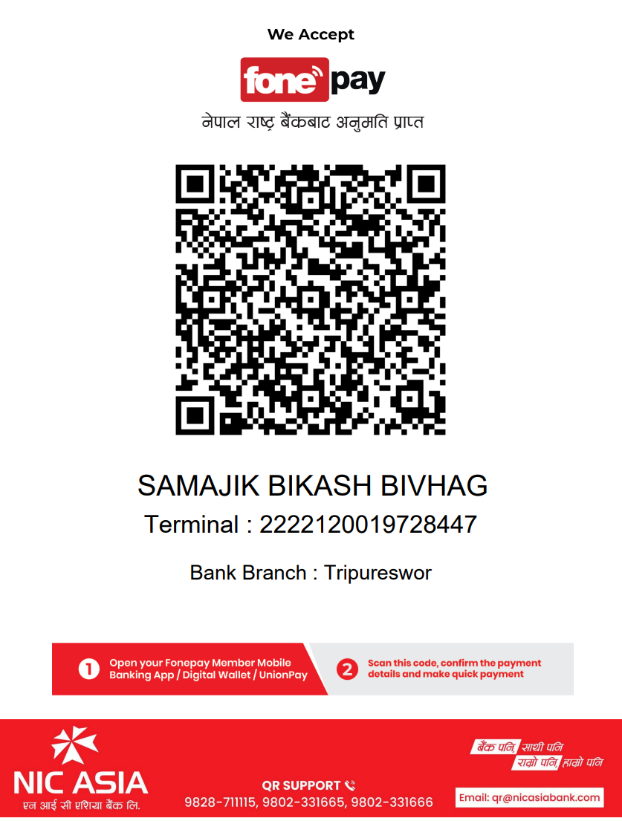 We Accept
fonepay
नेपाल राष्ट्र बैंकबाट अनुमति प्राप्त
SAMAJIK BIKASH BIVHAG
Terminal : 2222120019728447
Bank Branch : Tripureswor
1 Open your Fonepay Member Mobile
Banking App / Digital Wallet / UnionPay
2 Scan this code, confirm the payment
details and make quick payment
NIC ASIA
एन आई सी एशिया बैंक लि.
QR SUPPORT
9828-711115, 9802-331665, 9802-331666
बैंक पनि साथी पनि
राम्रो पनि हाम्रो पनि
Email: qr@nicasiabank.com